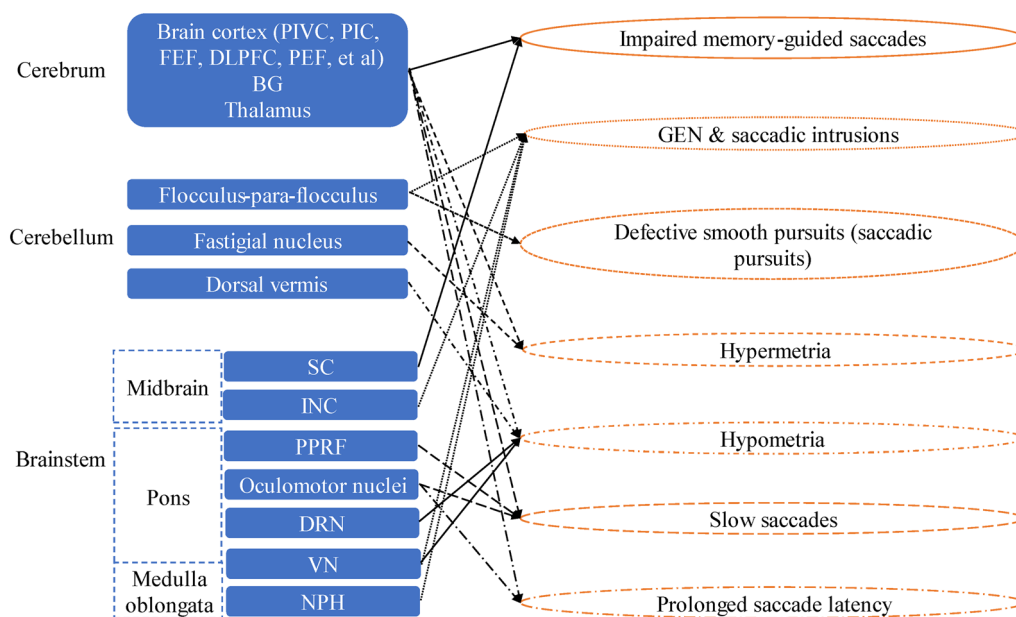 Cerebrum
Brain cortex (PIVC, PIC,
FEF, DLPFC, PEF, et al)
BG
Thalamus
Cerebellum
Flocculus-para-flocculus
Fastigial nucleus
Dorsal vermis
Brainstem
Midbrain
SC
INC
Pons
PPRF
Oculomotor nuclei
DRN
VN
Medulla
oblongata
NPH
Impaired memory-guided saccades
GEN & saccadic intrusions
Defective smooth pursuits (saccadic
pursuits)
Hypermetria
Hypometria
Slow saccades
Prolonged saccade latency